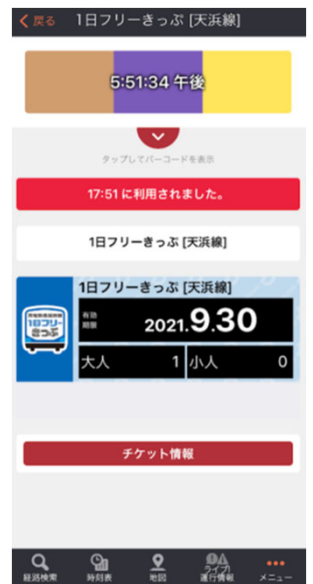 戻る 1日フリーきっぷ [天浜線]
5:51:34 午後
タップしてバーコードを表示
17:51 に利用されました。
1日フリーきっぷ [天浜線]
1日フリーきっぷ [天浜線]
1日フリー
きっぷ
有効
期限
2021.9.30
大人 1 小人 0
チケット情報
経路検索 時刻表 地図 運行情報 メニュー